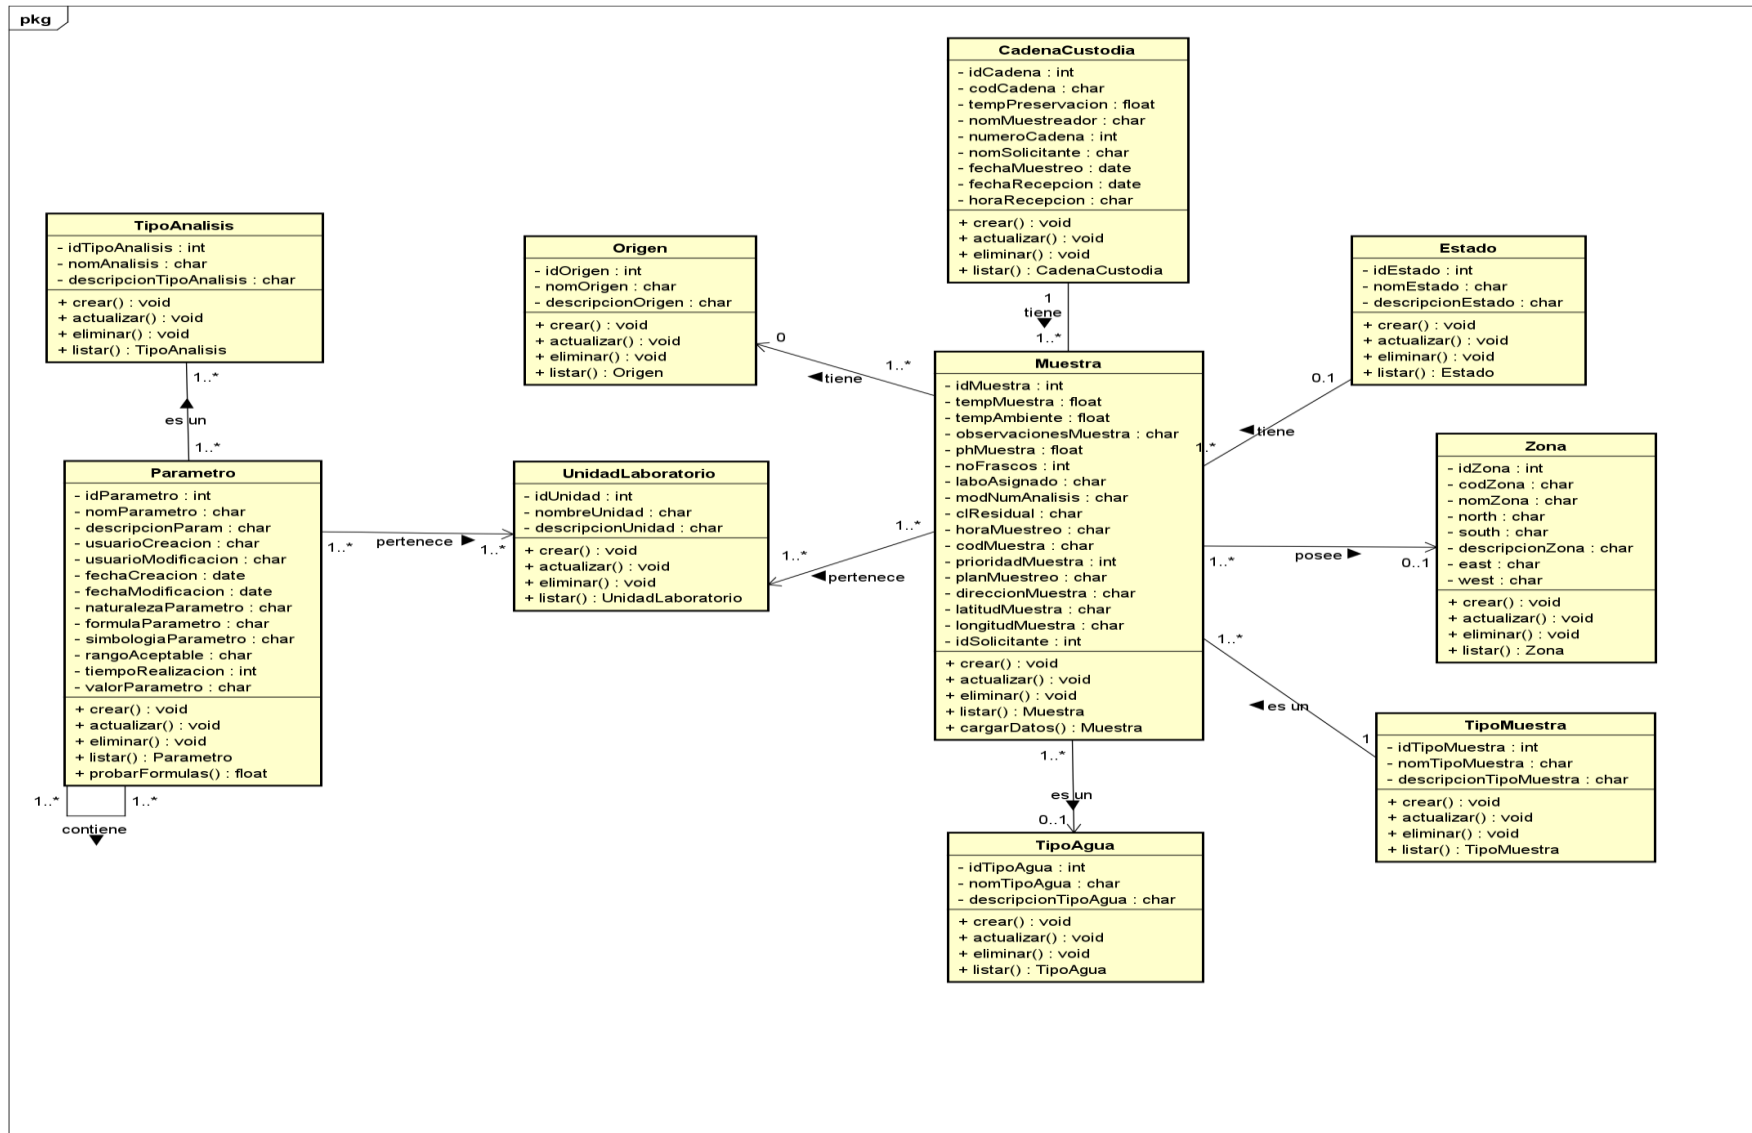 pkg
CadenaCustodia
- idCadena : int
- codCadena : char
- tempPreservacion : float
- nomMuestreador : char
- numeroCadena : int
- nomSolicitante : char
- fechaMuestreo : date
- fechaRecepcion : date
- horaRecepcion : char
+ crear() : void
+ actualizar() : void
+ eliminar() : void
+ listar() : CadenaCustodia
TipoAnalisis
- idTipoAnalisis : int
- nomAnalisis : char
- descripcionTipoAnalisis : char
+ crear() : void
+ actualizar() : void
+ eliminar() : void
+ listar() : TipoAnalisis
Origen
- idOrigen : int
- nomOrigen : char
- descripcionOrigen : char
+ crear() : void
+ actualizar() : void
+ eliminar() : void
+ listar() : Origen
Estado
- idEstado : int
- nomEstado : char
- descripcionEstado : char
+ crear() : void
+ actualizar() : void
+ eliminar() : void
+ listar() : Estado
1
tiene
1..*
0
1..*
tiene
0.1
tiene
1.*
1..*
es un
1..*
Muestra
- idMuestra : int
- tempMuestra : float
- tempAmbiente : float
- observacionesMuestra : char
- phMuestra : float
- noFrascos : int
- laboAsignado : char
- modNumAnalisis : char
- clResidual : char
- horaMuestreo : char
- codMuestra : char
- prioridadMuestra : int
- planMuestreo : char
- direccionMuestra : char
- latitudMuestra : char
- longitudMuestra : char
- idSolicitante : int
+ crear() : void
+ actualizar() : void
+ eliminar() : void
+ listar() : Muestra
+ cargarDatos() : Muestra
Zona
- idZona : int
- codZona : char
- nomZona : char
- north : char
- south : char
- descripcionZona : char
- east : char
- west : char
+ crear() : void
+ actualizar() : void
+ eliminar() : void
+ listar() : Zona
Parametro
- idParametro : int
- nomParametro : char
- descripcionParam : char
- usuarioCreacion : char
- usuarioModificacion : char
- fechaCreacion : date
- fechaModificacion : date
- naturalezaParametro : char
- formulaParametro : char
- simbologiaParametro : char
- rangoAceptable : char
- tiempoRealizacion : int
- valorParametro : char
+ crear() : void
+ actualizar() : void
+ eliminar() : void
+ listar() : Parametro
+ probarFormulas() : float
UnidadLaboratorio
- idUnidad : int
- nombreUnidad : char
- descripcionUnidad : char
+ crear() : void
+ actualizar() : void
+ eliminar() : void
+ listar() : UnidadLaboratorio
1..*
pertenece
1..*
1..*
1..*
pertenece
1..*
posee
0..1
1..*
es un
1
TipoMuestra
- idTipoMuestra : int
- nomTipoMuestra : char
- descripcionTipoMuestra : char
+ crear() : void
+ actualizar() : void
+ eliminar() : void
+ listar() : TipoMuestra
1..*
es un
0..1
1..*
1..*
contiene
TipoAgua
- idTipoAgua : int
- nomTipoAgua : char
- descripcionTipoAgua : char
+ crear() : void
+ actualizar() : void
+ eliminar() : void
+ listar() : TipoAgua